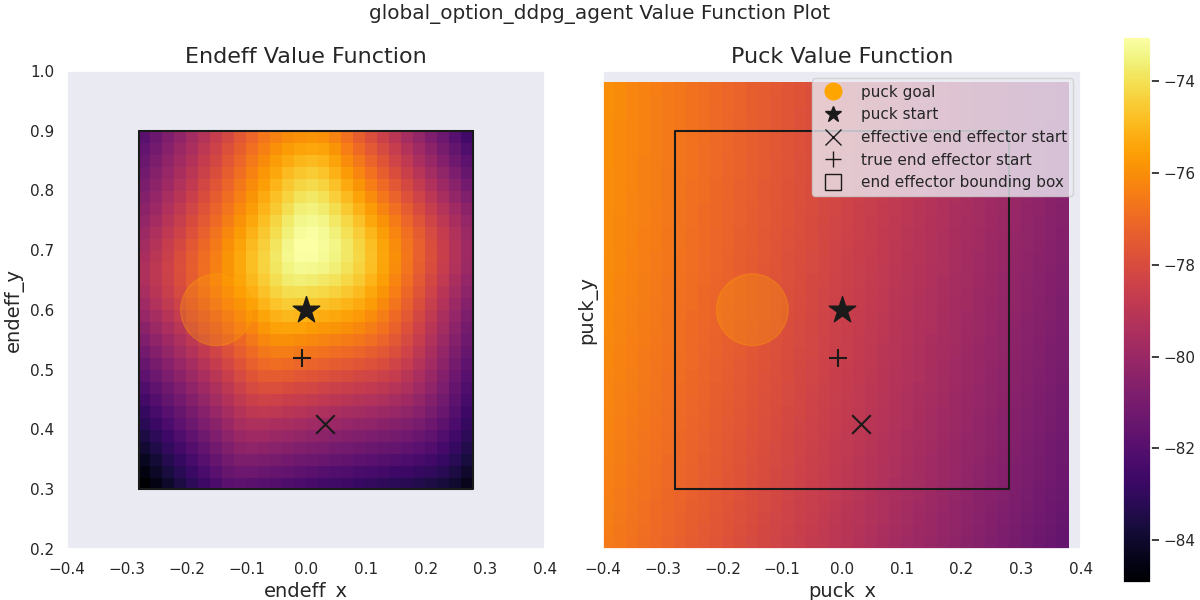 global_option_ddpg_agent Value Function Plot
Endeff Value Function
1.0
0.9
0.8
0.7
0.6
0.5
0.4
0.3
0.2
endeff_y
−0.4 −0.3 −0.2 −0.1 0.0 0.1 0.2 0.3 0.4
endeff_x
Puck Value Function
puck goal
puck start
effective end effector start
true end effector start
end effector bounding box
puck_y
−0.4 −0.3 −0.2 −0.1 0.0 0.1 0.2 0.3 0.4
puck_x
−74
−76
−78
−80
−82
−84